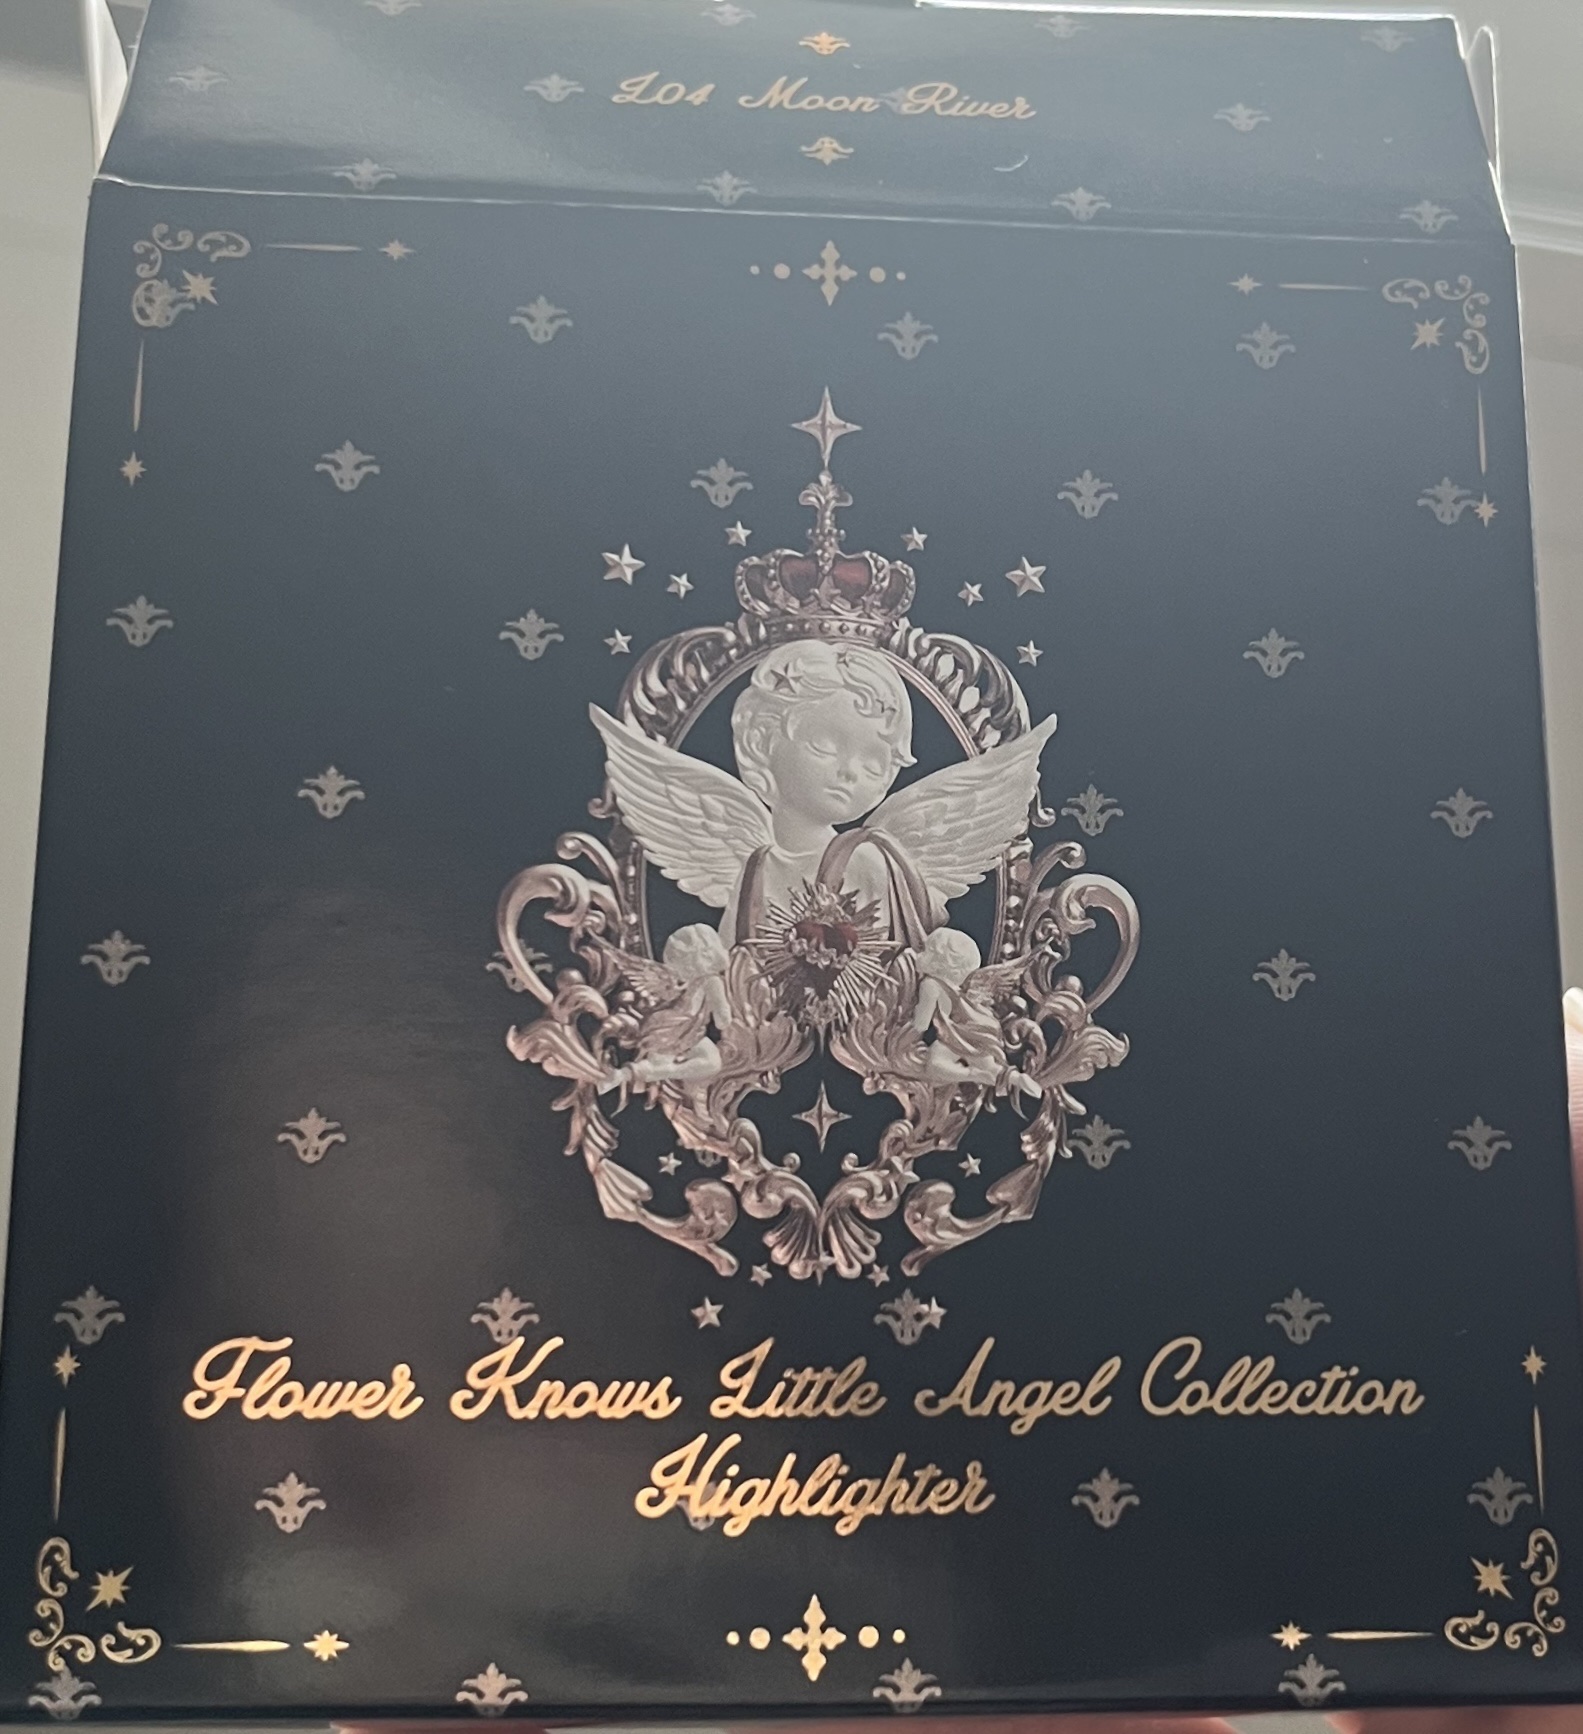 L04 Moon River
Flower Knows Little Angel Collection
Highlighter